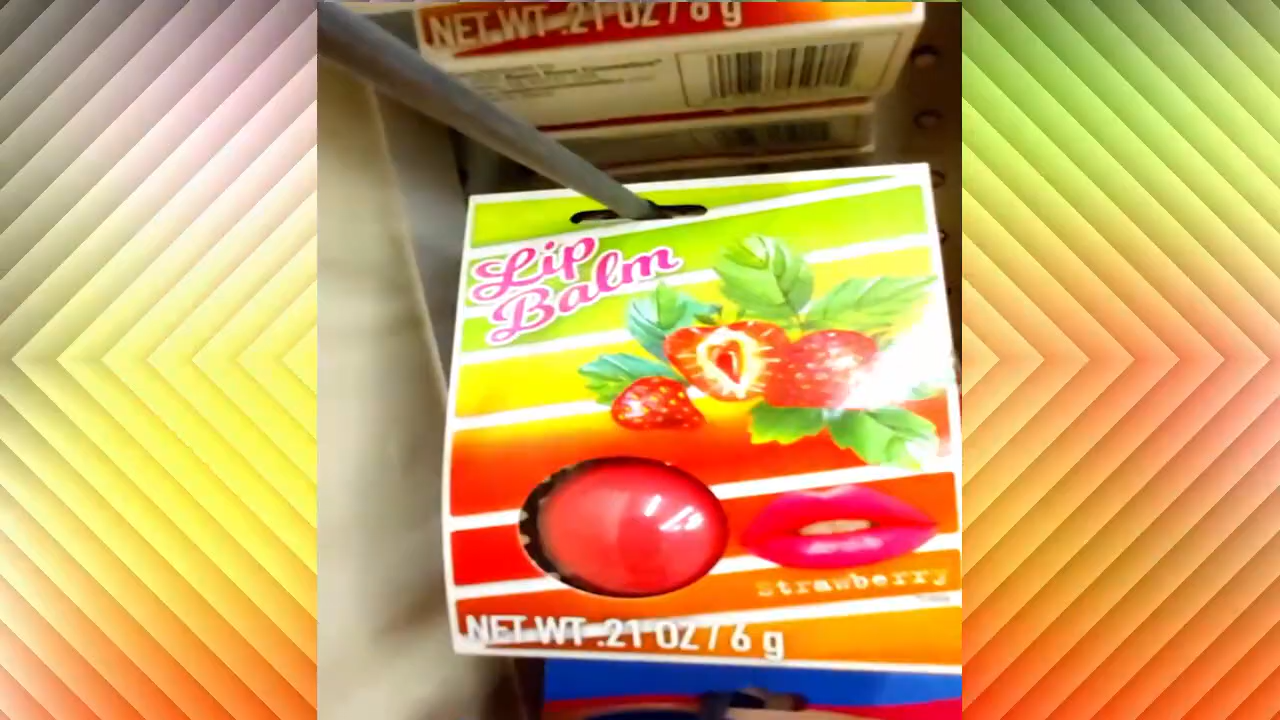 NET.WT .21 OZ / 6 g
Lip
Balm
strawberry
NET WT .21 OZ / 6 g